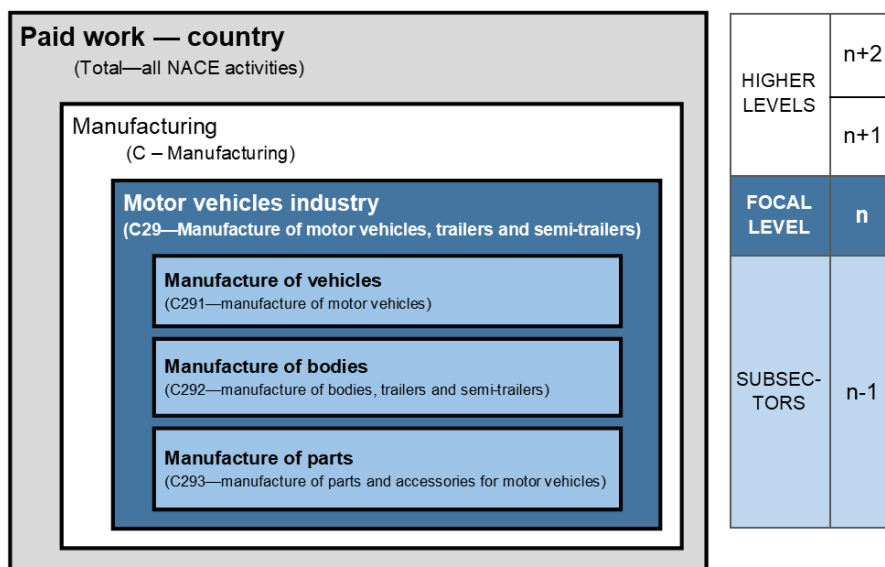 Paid work — country
(Total—all NACE activities)
Manufacturing
(C – Manufacturing)
Motor vehicles industry
(C29—Manufacture of motor vehicles, trailers and semi-trailers)
Manufacture of vehicles
(C291—manufacture of motor vehicles)
Manufacture of bodies
(C292—manufacture of bodies, trailers and semi-trailers)
Manufacture of parts
(C293—manufacture of parts and accessories for motor vehicles)
HIGHER
LEVELS
n+2
n+1
FOCAL
LEVEL
n
SUBSEC-
TORS
n-1